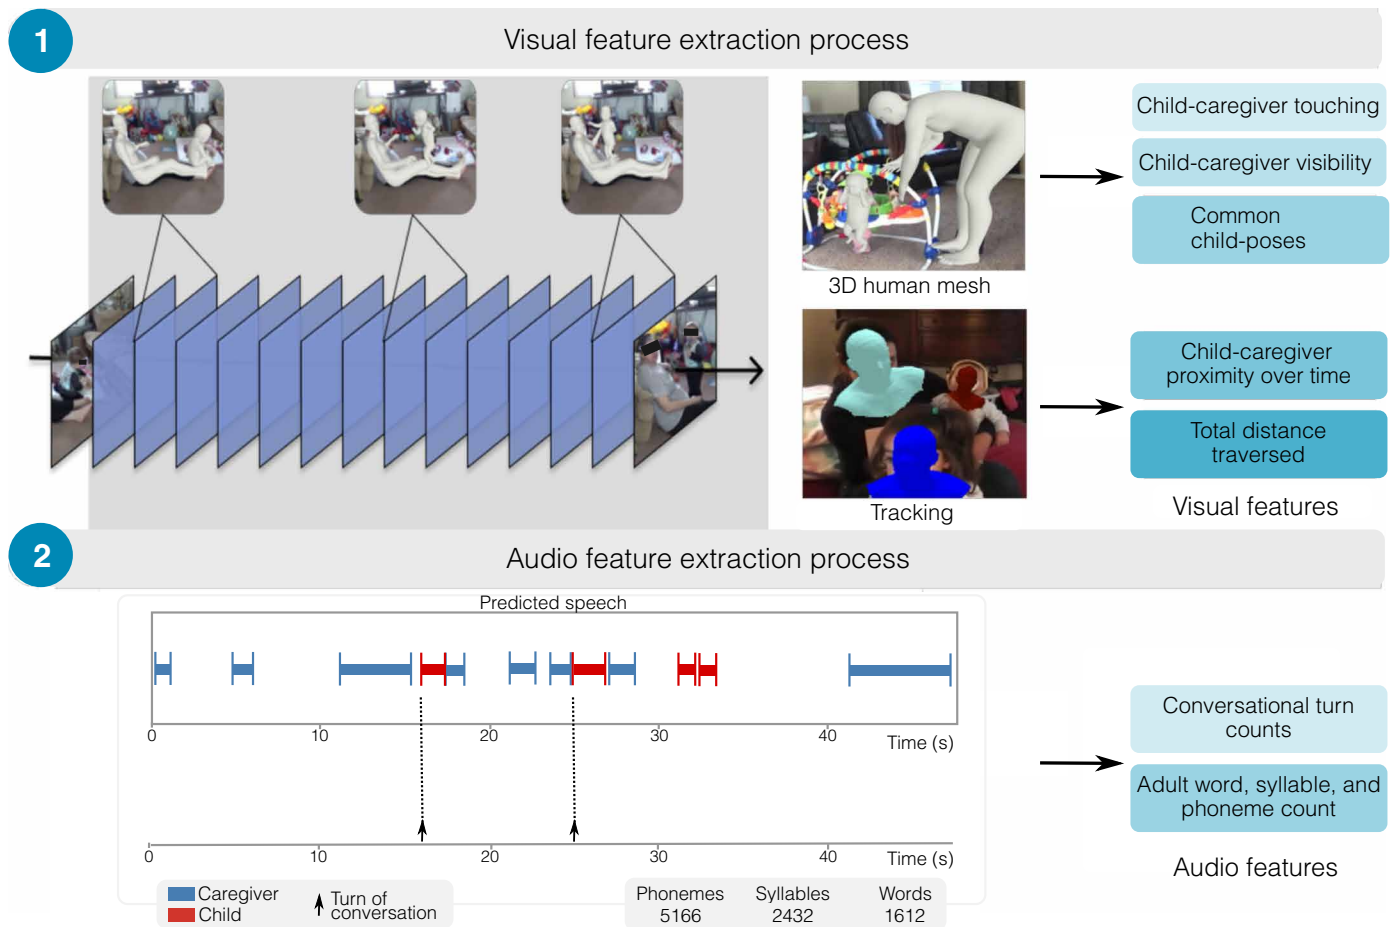 1
Visual feature extraction process
3D human mesh
Tracking
Child-caregiver touching
Child-caregiver visibility
Common
child-poses
Child-caregiver
proximity over time
Total distance
traversed
Visual features
2
Audio feature extraction process
Predicted speech
0 10 20 30 40 Time (s)
0 10 20 30 40 Time (s)
Caregiver
Child
Turn of
conversation
Phonemes Syllables Words
5166 2432 1612
Conversational turn
counts
Adult word, syllable, and
phoneme count
Audio features